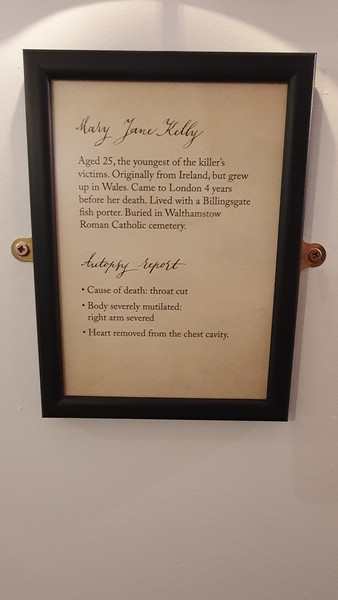 Mary Jane Kelly
Aged 25, the youngest of the killer's
victims. Originally from Ireland, but grew
up in Wales. Came to London 4 years
before her death. Lived with a Billingsgate
fish porter. Buried in Walthamstow
Roman Catholic cemetery.
Autopsy report
• Cause of death: throat cut
• Body severely mutilated:
right arm severed
• Heart removed from the chest cavity.